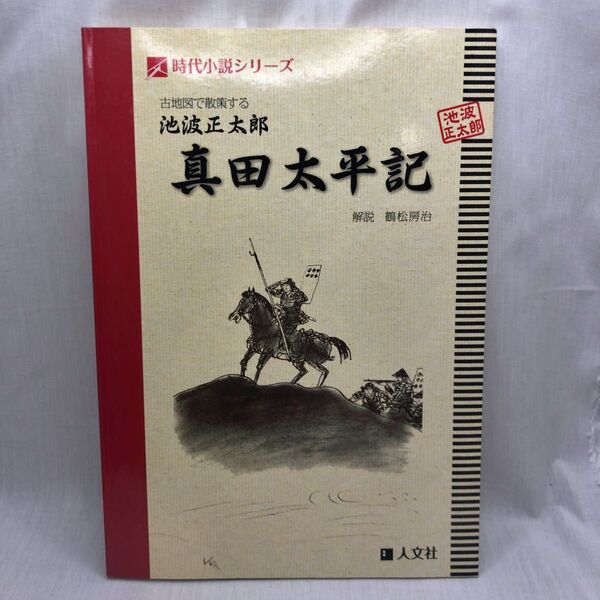 時代小説シリーズ
古地図で散策する
池波正太郎
真田太平記
解説 鶴松房治
池波
正太郎
人文社